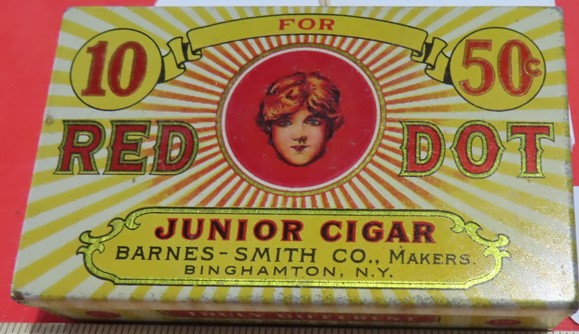 FOR
10 50¢
RED DOT
JUNIOR CIGAR
BARNES-SMITH CO., MAKERS.
BINGHAMTON, N.Y.